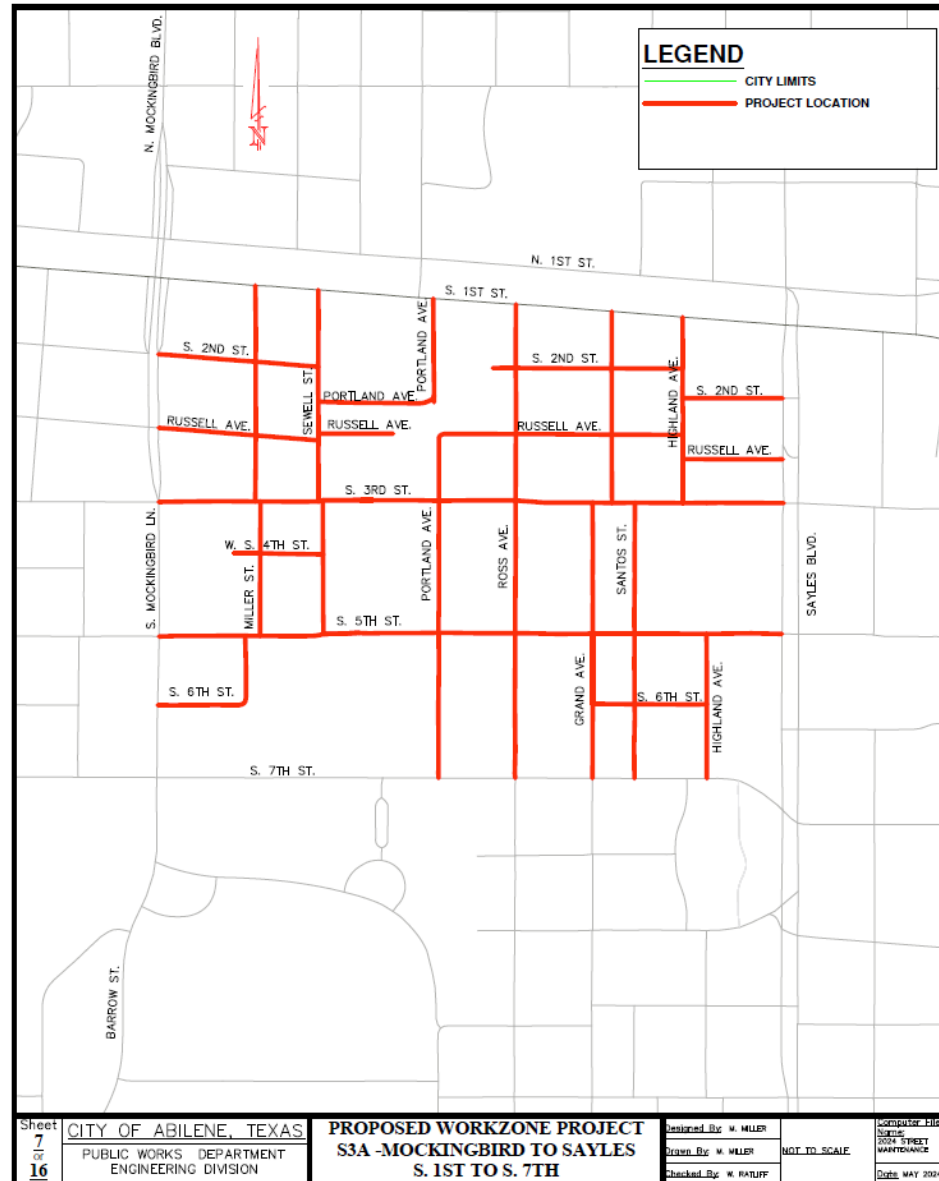 N. MOCKINGBIRD BLVD.
N
LEGEND
CITY LIMITS
PROJECT LOCATION
N. 1ST ST.
S. 1ST ST.
S. 2ND ST.
SEWELL ST.
PORTLAND AVE.
PORTLAND AVE.
S. 2ND ST.
HIGHLAND AVE.
S. 2ND ST.
RUSSELL AVE.
RUSSELL AVE.
RUSSELL AVE.
RUSSELL AVE.
S. 3RD ST.
S. MOCKINGBIRD LN.
W. S. 4TH ST.
MILLER ST.
PORTLAND AVE.
ROSS AVE.
SANTOS ST.
SAYLES BLVD.
S. 5TH ST.
S. 6TH ST.
GRAND AVE.
S. 6TH ST.
HIGHLAND AVE.
S. 7TH ST.
BARROW ST.
Sheet
7
OF
16
CITY OF ABILENE, TEXAS
PUBLIC WORKS DEPARTMENT
ENGINEERING DIVISION
PROPOSED WORKZONE PROJECT
S3A -MOCKINGBIRD TO SAYLES
S. 1ST TO S. 7TH
Designed By: M. MILLER
Drawn By: M. MILLER
Checked By: W. RATLIFF
NOT TO SCALE
Computer File
Name:
2024 STREET
MAINTENANCE
Date MAY 2024